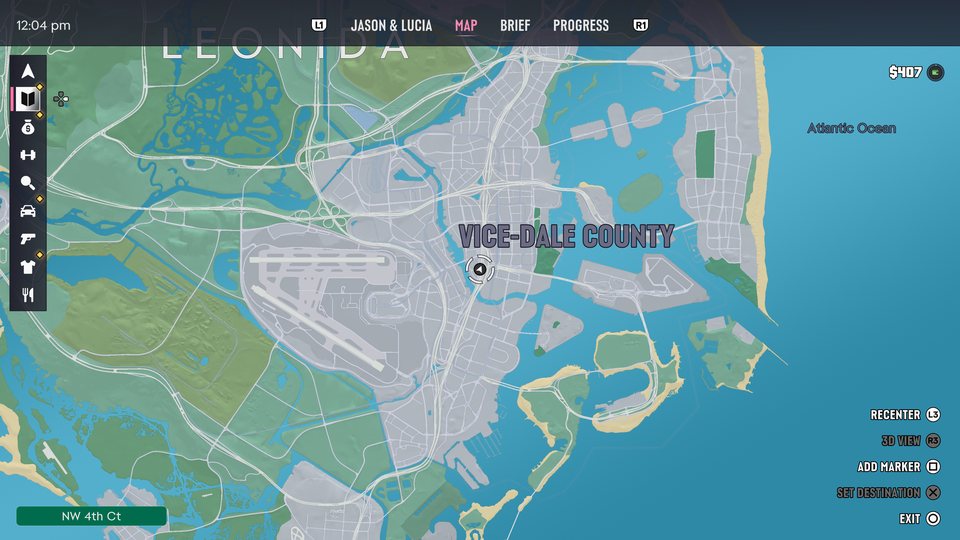 12:04 pm
L1 JASON & LUCIA MAP BRIEF PROGRESS R1
LEONIDA
$407
Atlantic Ocean
VICE-DALE COUNTY
RECENTER L3
3D VIEW R3
ADD MARKER
SET DESTINATION
EXIT
NW 4th Ct